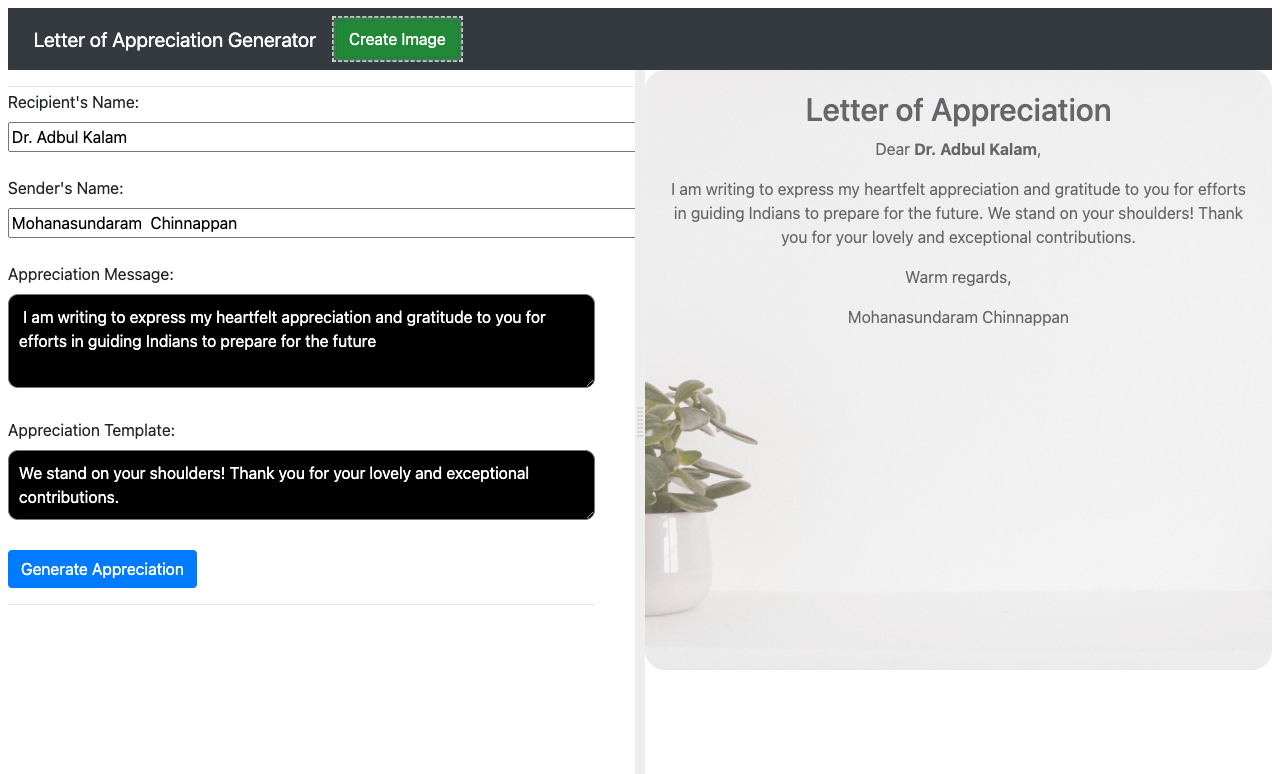 Letter of Appreciation Generator
Create Image
Recipient's Name:
Dr. Adbul Kalam
Sender's Name:
Mohanasundaram  Chinnappan
Appreciation Message:
I am writing to express my heartfelt appreciation and gratitude to you for
efforts in guiding Indians to prepare for the future
Appreciation Template:
We stand on your shoulders! Thank you for your lovely and exceptional
contributions.
Generate Appreciation
Letter of Appreciation
Dear Dr. Adbul Kalam,
I am writing to express my heartfelt appreciation and gratitude to you for efforts
in guiding Indians to prepare for the future. We stand on your shoulders! Thank
you for your lovely and exceptional contributions.
Warm regards,
Mohanasundaram Chinnappan